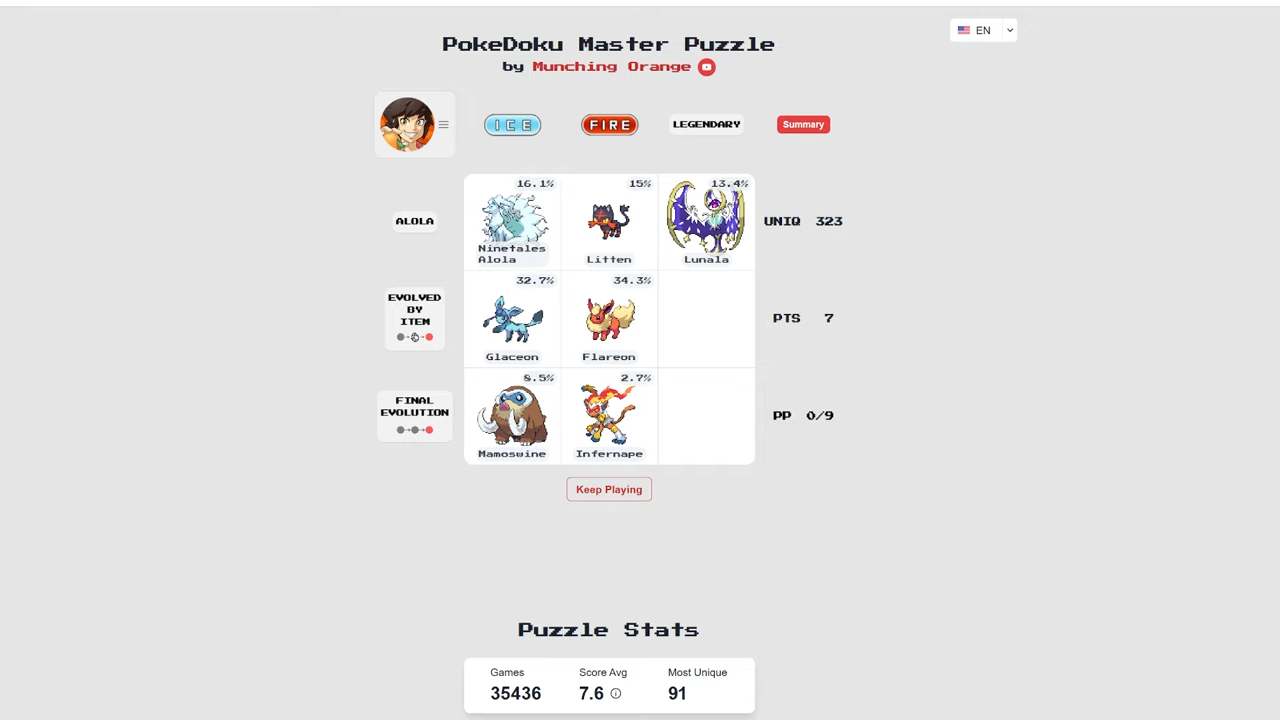 EN
PokeDoku Master Puzzle
by Munching Orange
ICE
FIRE
LEGENDARY
Summary
ALOLA
16.1%
Ninetales
Alola
15%
Litten
13.4%
Lunala
UNIQ 323
EVOLVED
BY
ITEM
32.7%
Glaceon
34.3%
Flareon
PTS 7
FINAL
EVOLUTION
8.5%
Mamoswine
2.7%
Infernape
PP 0/9
Keep Playing
Puzzle Stats
Games
35436
Score Avg
7.6
Most Unique
91